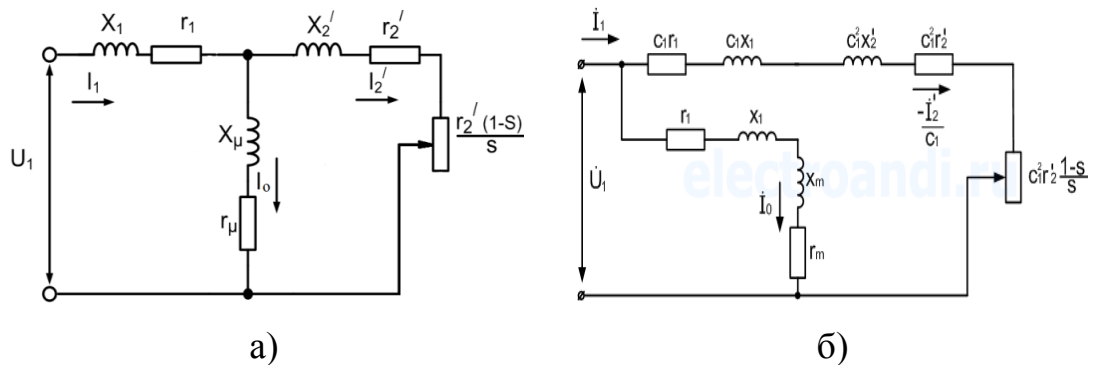 X₁ r₁ X₂′ r₂′
I₁ I₂′
Xμ r₂′ (1-S)
s
U₁
I₀
rμ
а)
İ₁
c₁r₁ c₁x₁ c₁²x₂′ c₁²r₂′
r₁ x₁ -İ₂′
c₁
electroandi.ru
U̇₁ xₘ c₁²r₂′ 1-s
s
İ₀
rₘ
б)